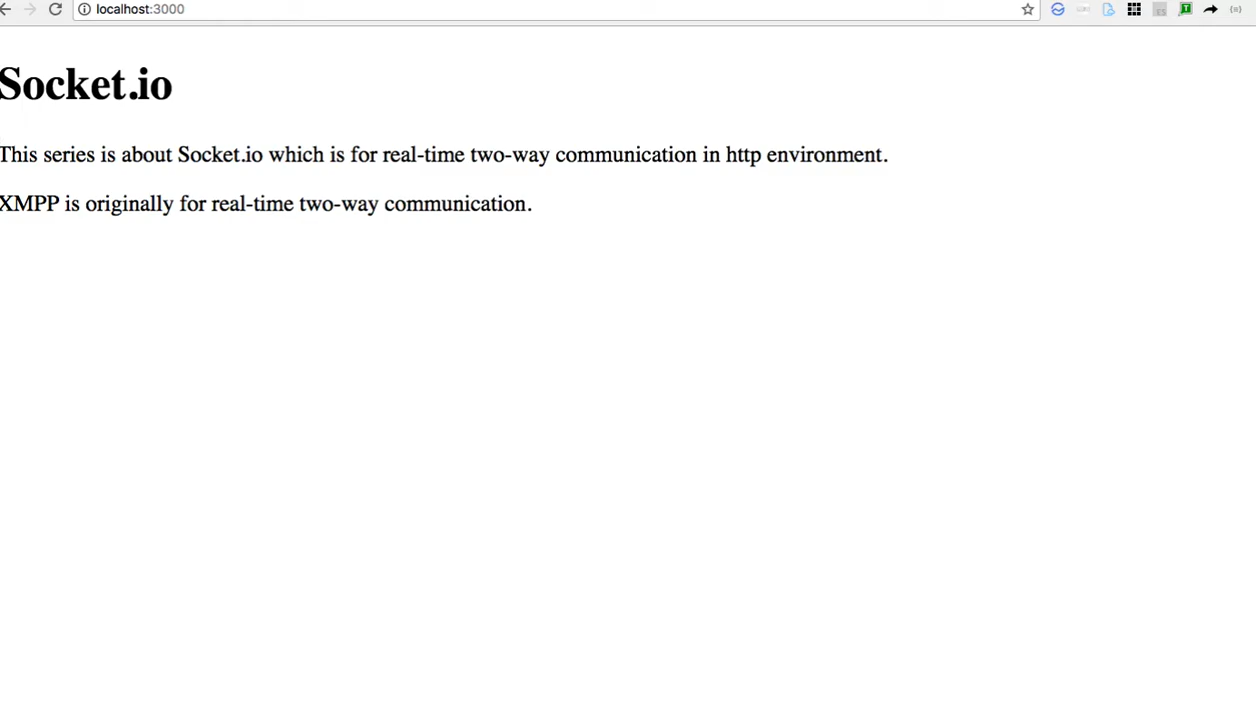 localhost:3000
Socket.io
This series is about Socket.io which is for real-time two-way communication in http environment.
XMPP is originally for real-time two-way communication.